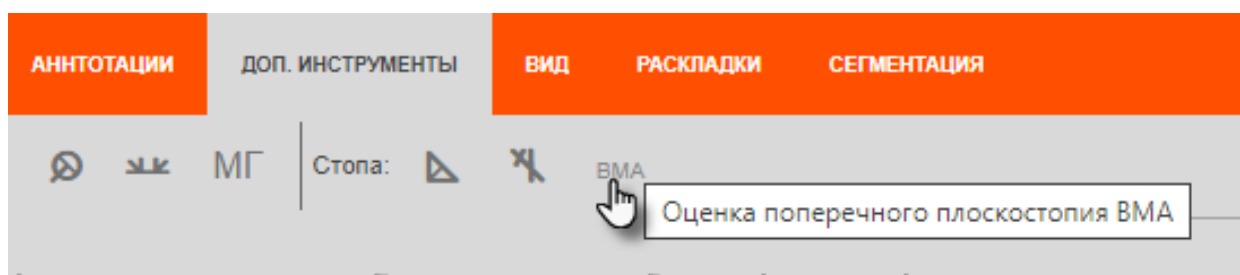 АННТОТАЦИИ ДОП. ИНСТРУМЕНТЫ ВИД РАСКЛАДКИ СЕГМЕНТАЦИЯ
МГ Стопа: ВМА
Оценка поперечного плоскостопия ВМА